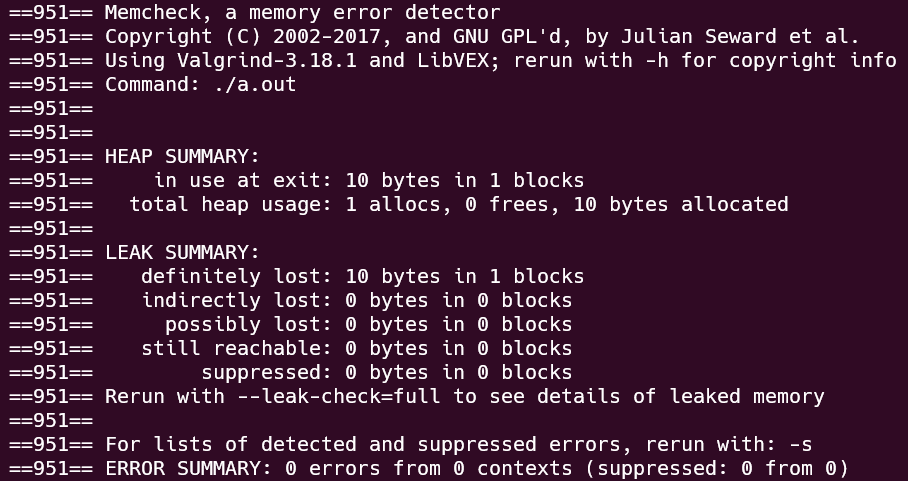 ==951== Memcheck, a memory error detector
==951== Copyright (C) 2002-2017, and GNU GPL'd, by Julian Seward et al.
==951== Using Valgrind-3.18.1 and LibVEX; rerun with -h for copyright info
==951== Command: ./a.out
==951==
==951==
==951== HEAP SUMMARY:
==951==     in use at exit: 10 bytes in 1 blocks
==951==   total heap usage: 1 allocs, 0 frees, 10 bytes allocated
==951==
==951== LEAK SUMMARY:
==951==    definitely lost: 10 bytes in 1 blocks
==951==    indirectly lost: 0 bytes in 0 blocks
==951==      possibly lost: 0 bytes in 0 blocks
==951==    still reachable: 0 bytes in 0 blocks
==951==         suppressed: 0 bytes in 0 blocks
==951== Rerun with --leak-check=full to see details of leaked memory
==951==
==951== For lists of detected and suppressed errors, rerun with: -s
==951== ERROR SUMMARY: 0 errors from 0 contexts (suppressed: 0 from 0)